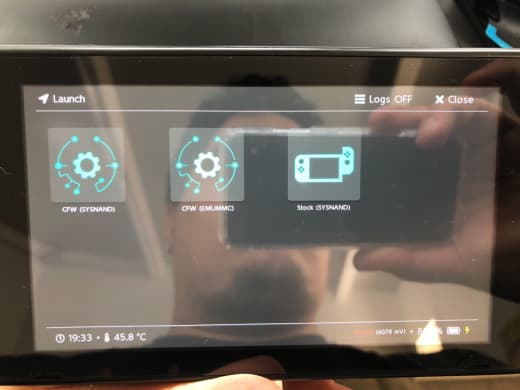 Launch
Logs OFF
Close
CFW (SYSNAND)
CFW (EMUMMC)
Stock (SYSNAND)
19:33 • 45.8 °C
(4079 mV) •